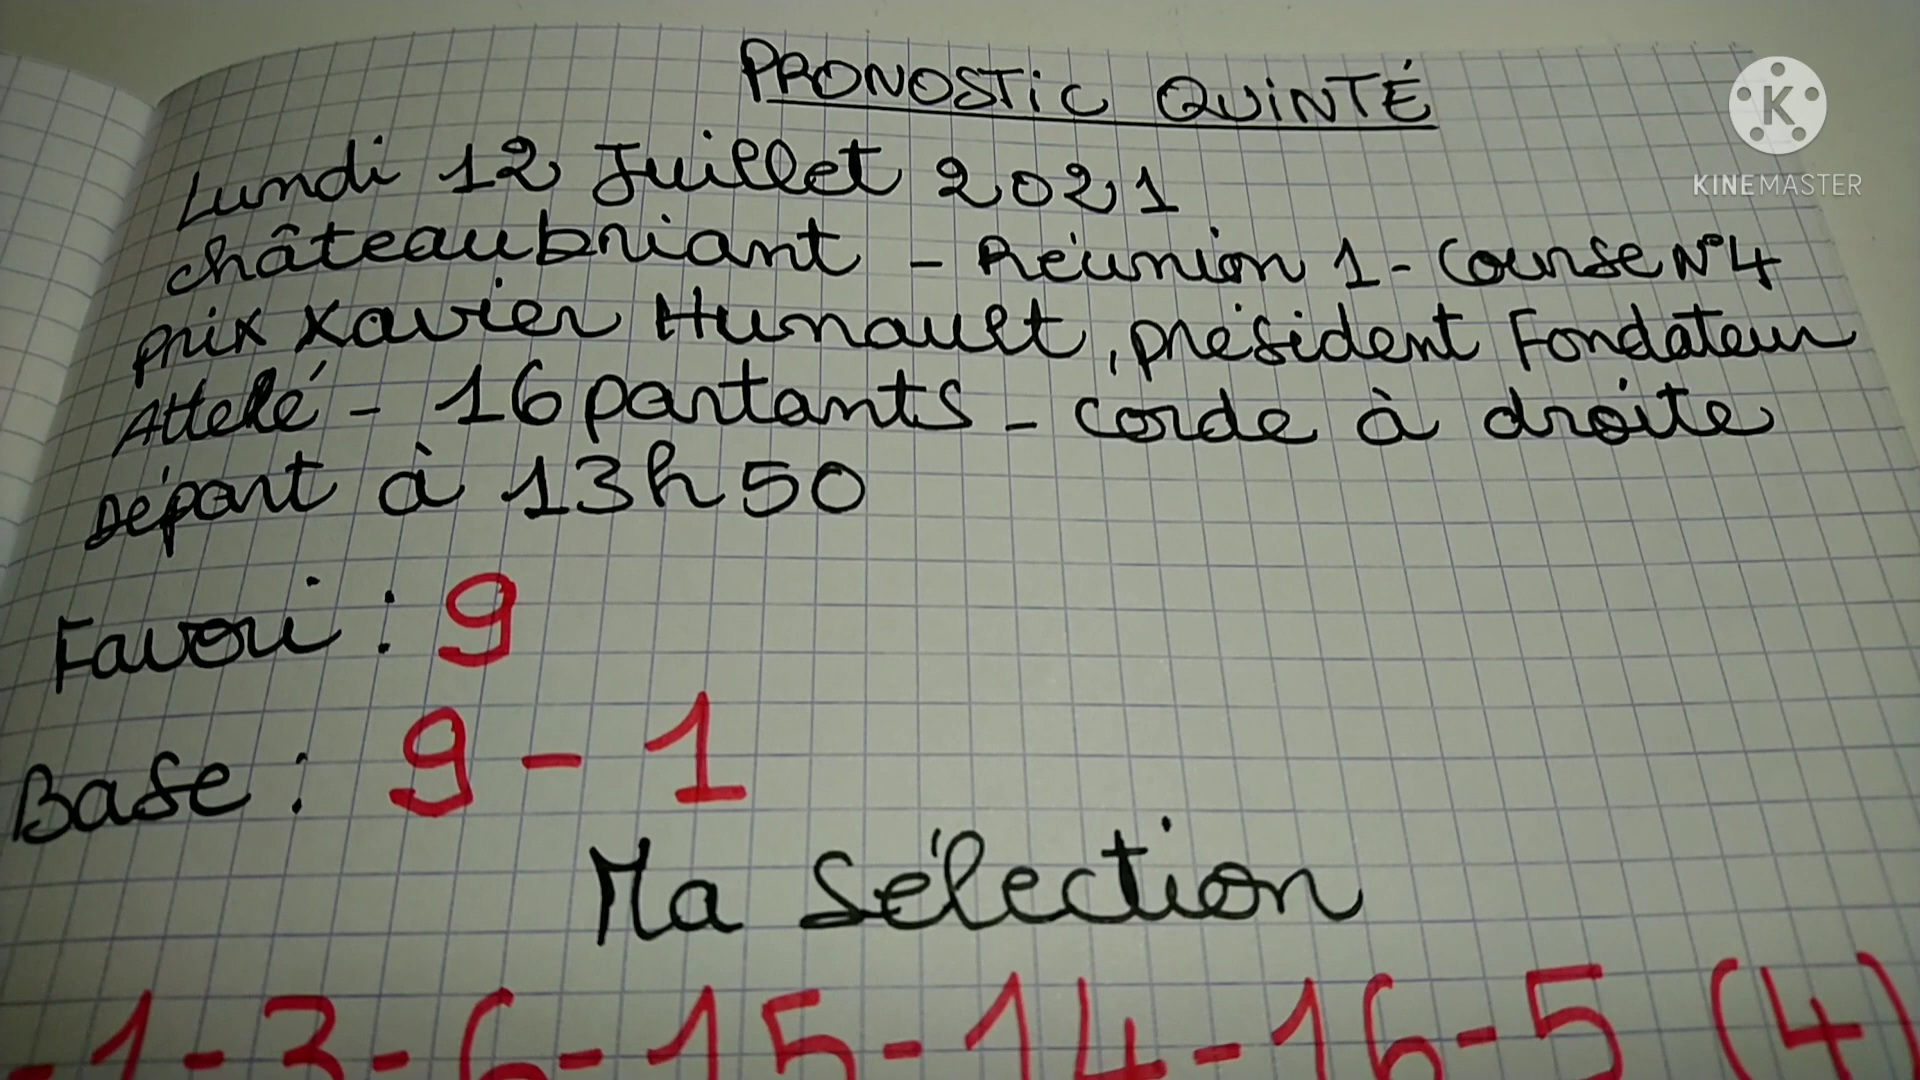 PRONOSTIC QUINTÉ
KINEMASTER
Lundi 12 Juillet 2021
châteaubriant - Réunion 1 - Course N°4
prix Xavier Hunault, président Fondateur
Attelé - 16 partants - corde à droite
Départ à 13h50
Favori : 9
Base : 9 - 1
Ma sélection
- 1 - 3 - 6 - 15 - 14 - 16 - 5 (4)